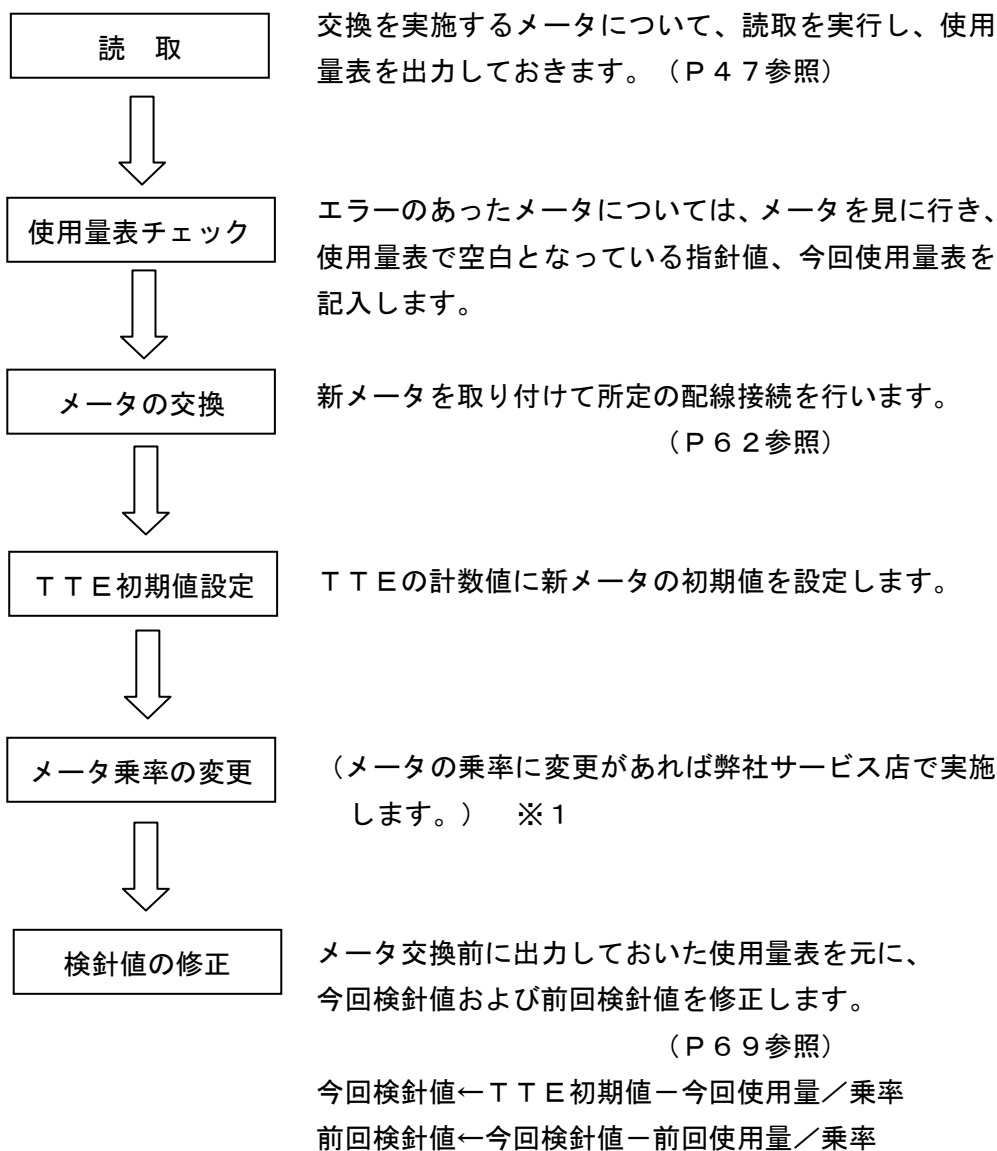 読　取
交換を実施するメータについて、読取を実行し、使用
量表を出力しておきます。（Ｐ４７参照）
使用量表チェック
エラーのあったメータについては、メータを見に行き、
使用量表で空白となっている指針値、今回使用量表を
記入します。
メータの交換
新メータを取り付けて所定の配線接続を行います。
（Ｐ６２参照）
ＴＴＥ初期値設定
ＴＴＥの計数値に新メータの初期値を設定します。
メータ乗率の変更
（メータの乗率に変更があれば弊社サービス店で実施
します。）　※１
検針値の修正
メータ交換前に出力しておいた使用量表を元に、
今回検針値および前回検針値を修正します。
（Ｐ６９参照）
今回検針値←ＴＴＥ初期値－今回使用量／乗率
前回検針値←今回検針値－前回使用量／乗率